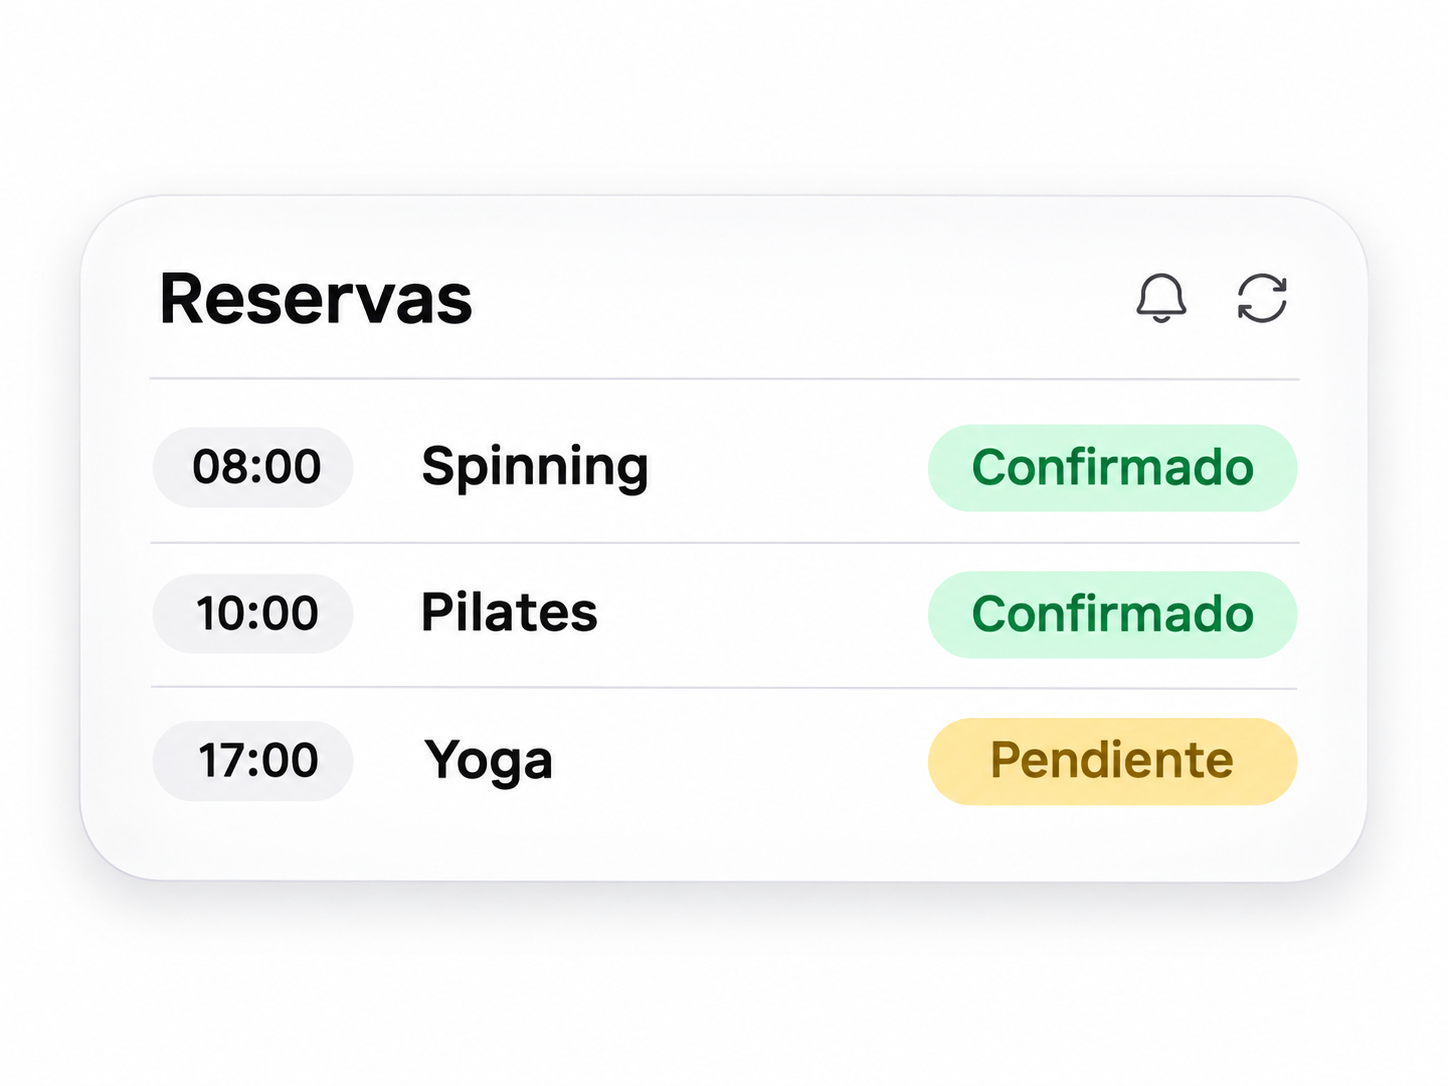 Reservas
08:00 Spinning Confirmado
10:00 Pilates Confirmado
17:00 Yoga Pendiente